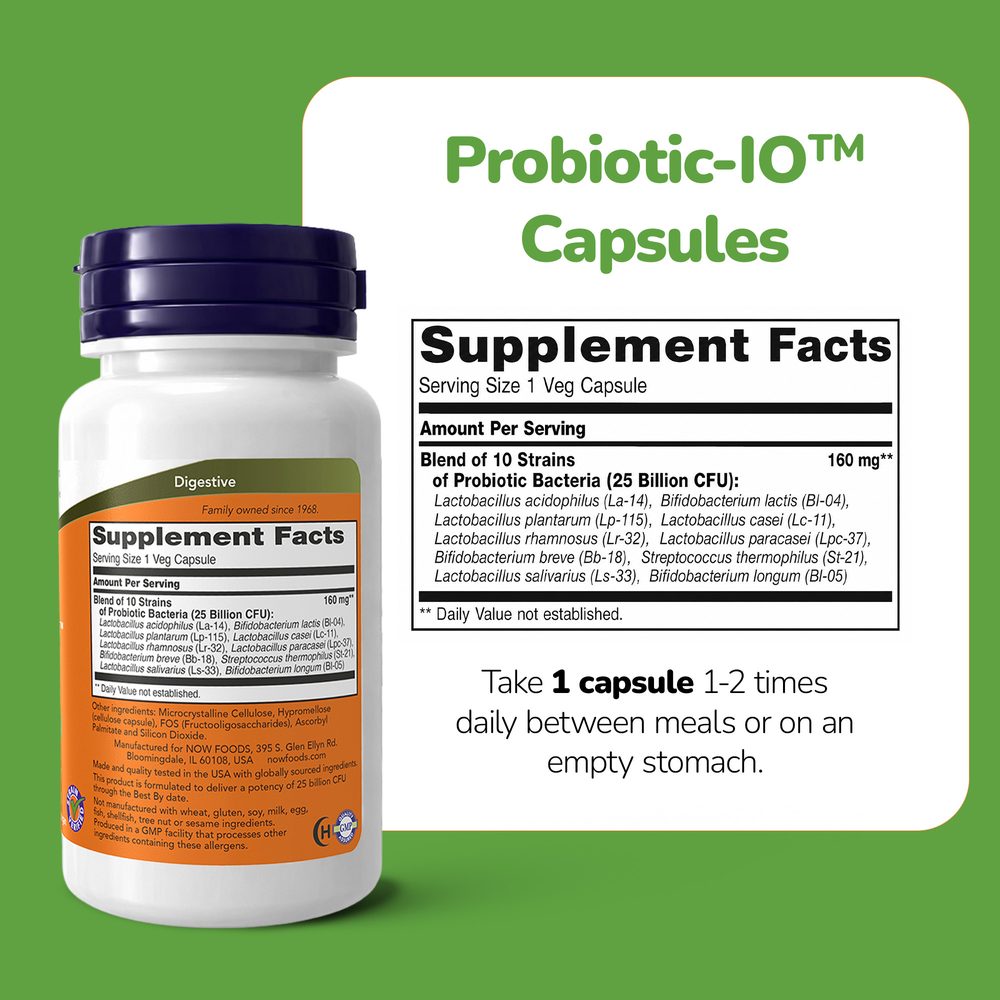 Probiotic-IO™
Capsules
Supplement Facts
Serving Size 1 Veg Capsule
Amount Per Serving
Blend of 10 Strains 160 mg**
of Probiotic Bacteria (25 Billion CFU):
Lactobacillus acidophilus (La-14), Bifidobacterium lactis (Bl-04),
Lactobacillus plantarum (Lp-115), Lactobacillus casei (Lc-11),
Lactobacillus rhamnosus (Lr-32), Lactobacillus paracasei (Lpc-37),
Bifidobacterium breve (Bb-18), Streptococcus thermophilus (St-21),
Lactobacillus salivarius (Ls-33), Bifidobacterium longum (Bl-05)
** Daily Value not established.
Take 1 capsule 1-2 times
daily between meals or on an
empty stomach.
Digestive
Family owned since 1968.
Supplement Facts
Serving Size 1 Veg Capsule
Amount Per Serving
Blend of 10 Strains 160 mg**
of Probiotic Bacteria (25 Billion CFU):
Lactobacillus acidophilus (La-14), Bifidobacterium lactis (Bl-04),
Lactobacillus plantarum (Lp-115), Lactobacillus casei (Lc-11),
Lactobacillus rhamnosus (Lr-32), Lactobacillus paracasei (Lpc-37),
Bifidobacterium breve (Bb-18), Streptococcus thermophilus (St-21),
Lactobacillus salivarius (Ls-33), Bifidobacterium longum (Bl-05)
** Daily Value not established.
Other ingredients: Microcrystalline Cellulose, Hypromellose
(cellulose capsule), FOS (Fructooligosaccharides), Ascorbyl
Palmitate and Silicon Dioxide.
Manufactured for NOW FOODS, 395 S. Glen Ellyn Rd.
Bloomingdale, IL 60108, USA nowfoods.com
Made and quality tested in the USA with globally sourced ingredients.
This product is formulated to deliver a potency of 25 billion CFU
through the Best By date.
Not manufactured with wheat, gluten, soy, milk, egg,
fish, shellfish, tree nut or sesame ingredients.
Produced in a GMP facility that processes other
ingredients containing these allergens.
H
GMP